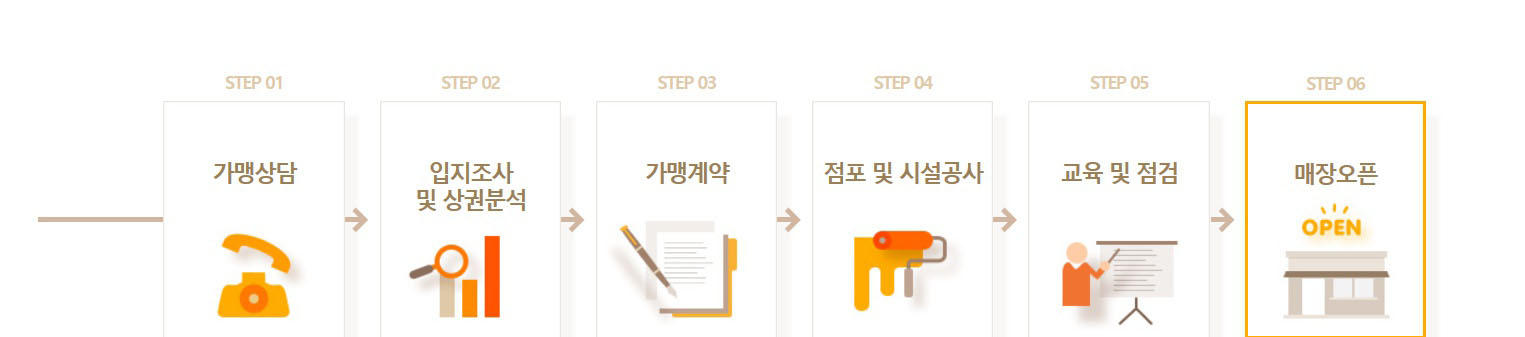 STEP 01
가맹상담
STEP 02
입지조사
및 상권분석
STEP 03
가맹계약
STEP 04
점포 및 시설공사
STEP 05
교육 및 점검
STEP 06
매장오픈
OPEN